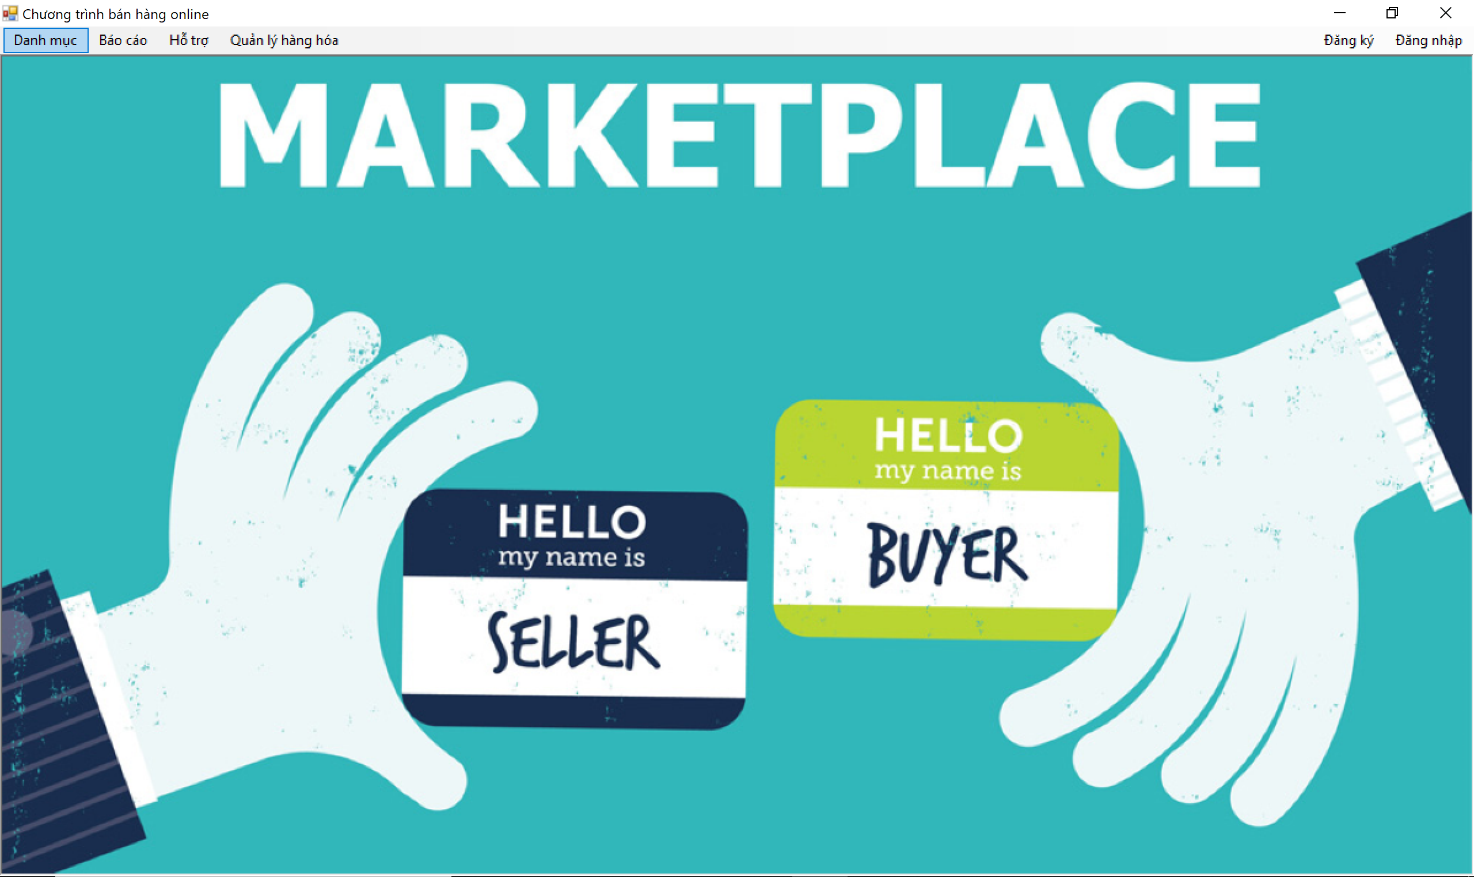 Chương trình bán hàng online
Danh mục Báo cáo Hỗ trợ Quản lý hàng hóa Đăng ký Đăng nhập
MARKETPLACE
HELLO
my name is
BUYER
HELLO
my name is
SELLER